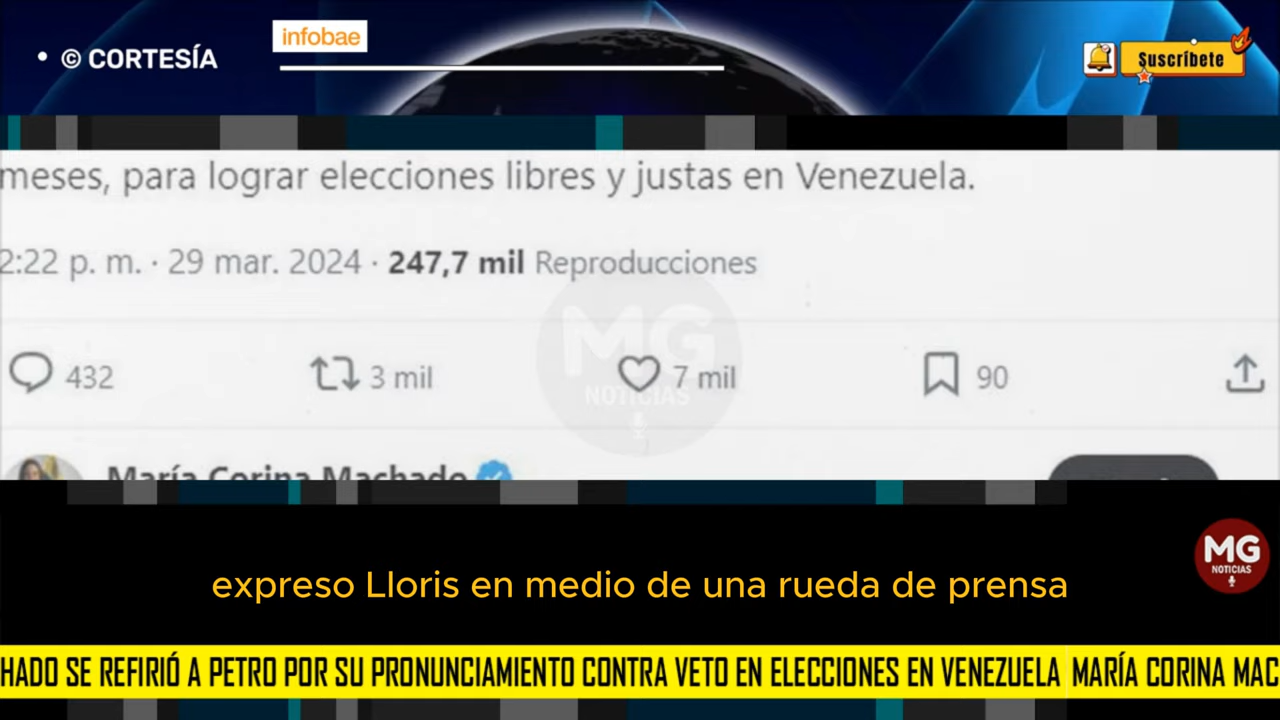 infobae
• © CORTESÍA
Suscríbete
meses, para lograr elecciones libres y justas en Venezuela.
2:22 p. m. · 29 mar. 2024 · 247,7 mil Reproducciones
432 3 mil 7 mil 90
MG
NOTICIAS
María Corina Machado
MG
NOTICIAS
expreso Lloris en medio de una rueda de prensa
HADO SE REFIRIÓ A PETRO POR SU PRONUNCIAMIENTO CONTRA VETO EN ELECCIONES EN VENEZUELA MARÍA CORINA MAC